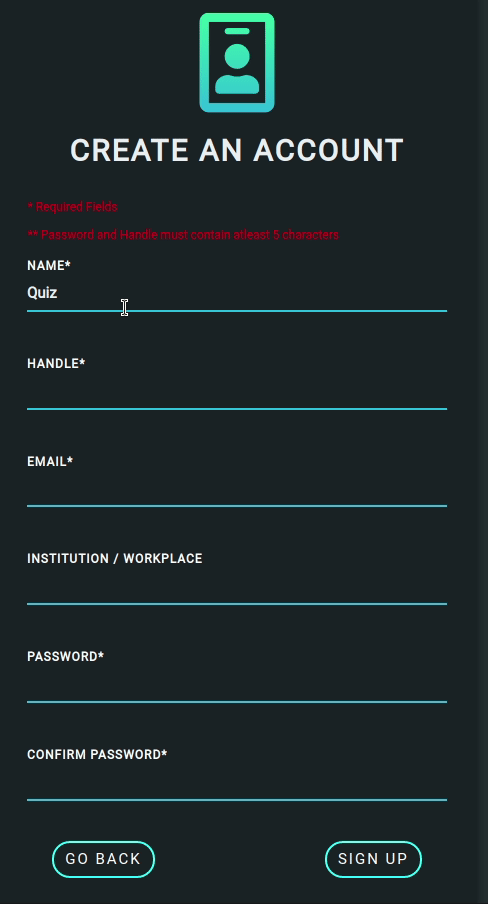 CREATE AN ACCOUNT
* Required Fields
** Password and Handle must contain atleast 5 characters
NAME*
Quiz
HANDLE*
EMAIL*
INSTITUTION / WORKPLACE
PASSWORD*
CONFIRM PASSWORD*
GO BACK SIGN UP